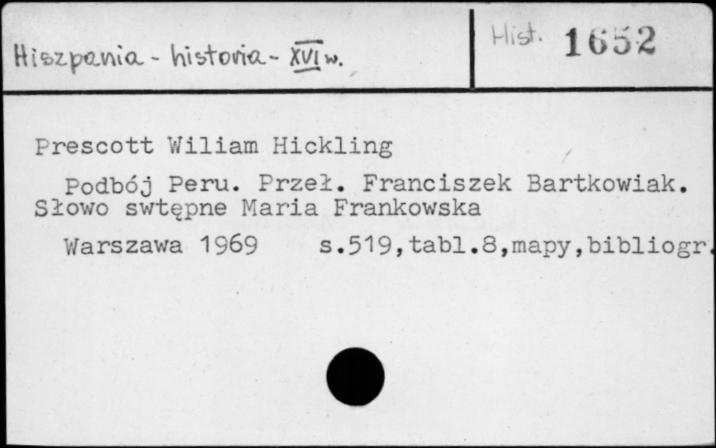 Hiszpania - historia - XVI w.
Hist. 1652
Prescott Wiliam Hickling
Podbój Peru. Przeł. Franciszek Bartkowiak.
Słowo swtępne Maria Frankowska
Warszawa 1969 s.519,tabl.8,mapy,bibliogr.